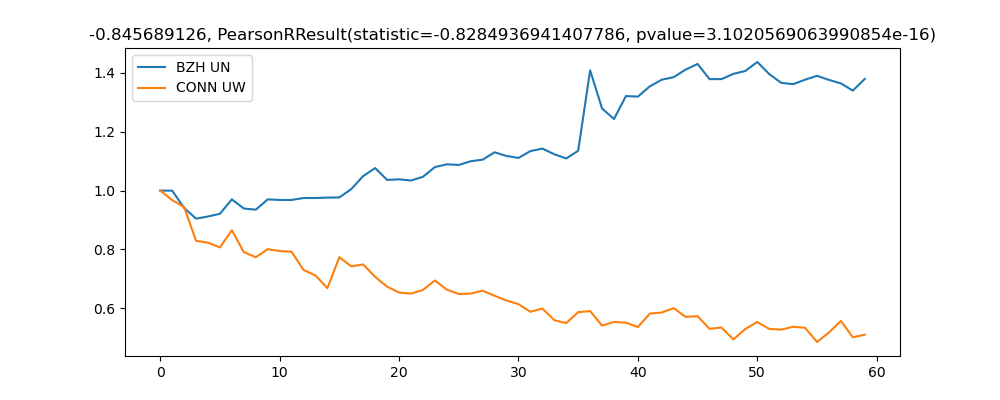 -0.845689126, PearsonRResult(statistic=-0.8284936941407786, pvalue=3.1020569063990854e-16)
BZH UN
CONN UW
1.4
1.2
1.0
0.8
0.6
0 10 20 30 40 50 60